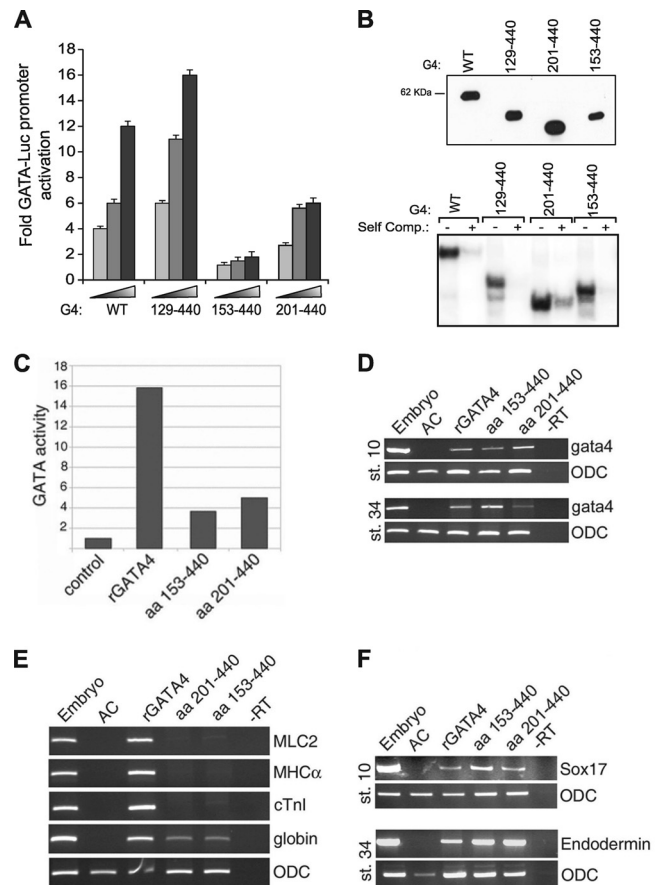 A
Fold GATA-Luc promoter
activation
18
16
14
12
10
8
6
4
2
0
G4: WT 129-440 153-440 201-440
B
G4: WT 129-440 201-440 153-440
62 KDa
G4: WT 129-440 201-440 153-440
Self Comp.: - + - + - + - +
C
GATA activity
18
16
14
12
10
8
6
4
2
control rGATA4 aa 153-440 aa 201-440
D
Embryo AC rGATA4 aa 153-440 aa 201-440 -RT
st. 10
gata4
ODC
st. 34
gata4
ODC
E
Embryo AC rGATA4 aa 201-440 aa 153-440 -RT
MLC2
MHCα
cTnI
globin
ODC
F
Embryo AC rGATA4 aa 153-440 aa 201-440 -RT
st. 10
Sox17
ODC
st. 34
Endodermin
ODC